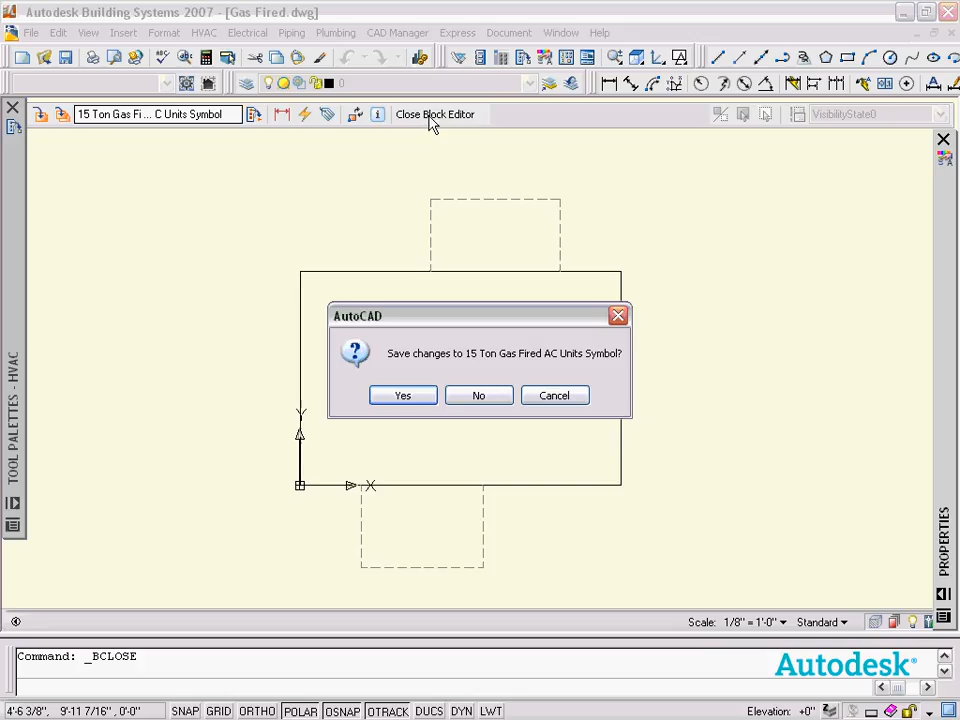 Autodesk Building Systems 2007 - [Gas Fired.dwg]
File Edit View Insert Format HVAC Electrical Piping Plumbing CAD Manager Express Document Window Help
0
15 Ton Gas Fi ... C Units Symbol
Close Block Editor
VisibilityState0
AutoCAD
Save changes to 15 Ton Gas Fired AC Units Symbol?
Yes No Cancel
Y
X
TOOL PALETTES - HVAC
PROPERTIES
Scale: 1/8" = 1'-0" Standard
Command: _BCLOSE
Autodesk®
4'-6 3/8", 9'-11 7/16", 0'-0" SNAP GRID ORTHO POLAR OSNAP OTRACK DUCS DYN LWT Elevation: +0"